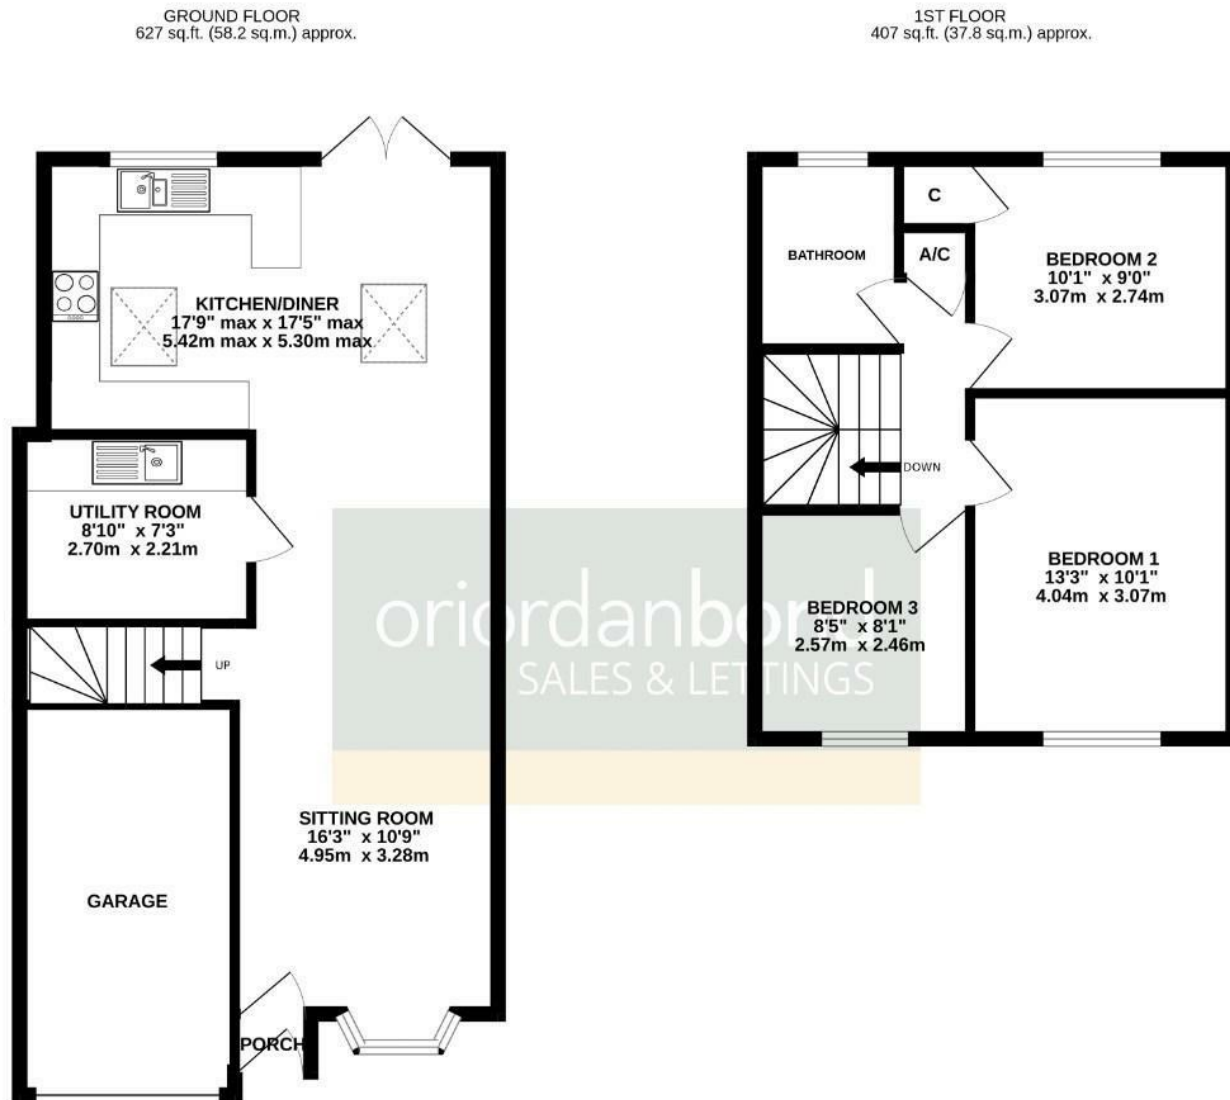 GROUND FLOOR
627 sq.ft. (58.2 sq.m.) approx.
KITCHEN/DINER
17'9" max x 17'5" max
5.42m max x 5.30m max
UTILITY ROOM
8'10" x 7'3"
2.70m x 2.21m
UP
SITTING ROOM
16'3" x 10'9"
4.95m x 3.28m
GARAGE
PORCH
1ST FLOOR
407 sq.ft. (37.8 sq.m.) approx.
C
A/C
BATHROOM
BEDROOM 2
10'1" x 9'0"
3.07m x 2.74m
DOWN
BEDROOM 1
13'3" x 10'1"
4.04m x 3.07m
BEDROOM 3
8'5" x 8'1"
2.57m x 2.46m
oriordanbond
SALES & LETTINGS